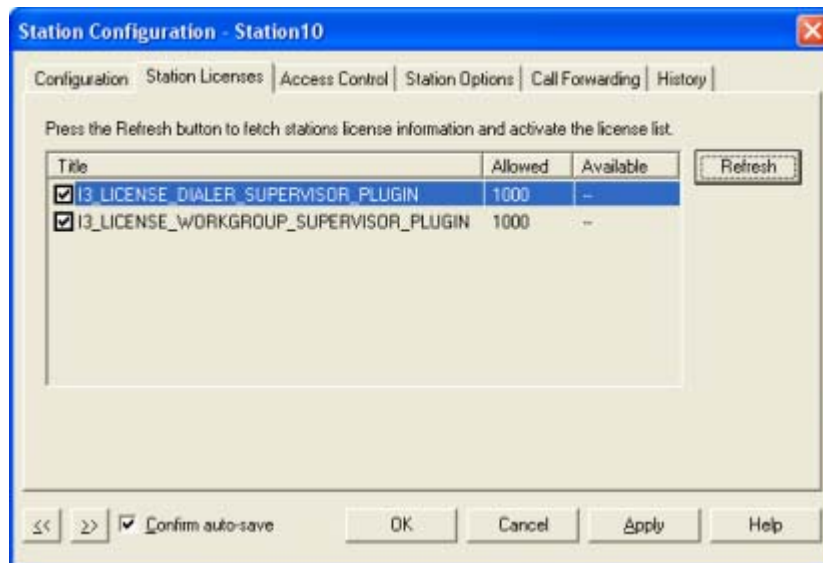 Station Configuration - Station10
Configuration Station Licenses Access Control Station Options Call Forwarding History
Press the Refresh button to fetch stations license information and activate the license list.
Title Allowed Available Refresh
I3_LICENSE_DIALER_SUPERVISOR_PLUGIN 1000 --
I3_LICENSE_WORKGROUP_SUPERVISOR_PLUGIN 1000 --
<< >> Confirm auto-save OK Cancel Apply Help